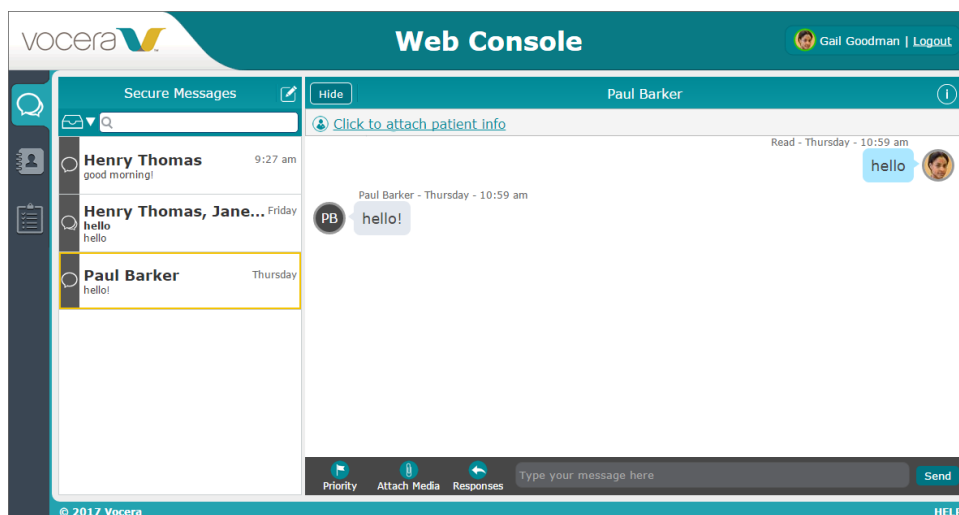 vocera
Web Console
Gail Goodman | Logout
Secure Messages
Hide
Paul Barker
Click to attach patient info
Henry Thomas
9:27 am
good morning!
Henry Thomas, Jane...
Friday
hello
hello
Paul Barker
Thursday
hello!
Read - Thursday - 10:59 am
hello
Paul Barker - Thursday - 10:59 am
PB
hello!
Priority
Attach Media
Responses
Type your message here
Send
© 2017 Vocera
HELP